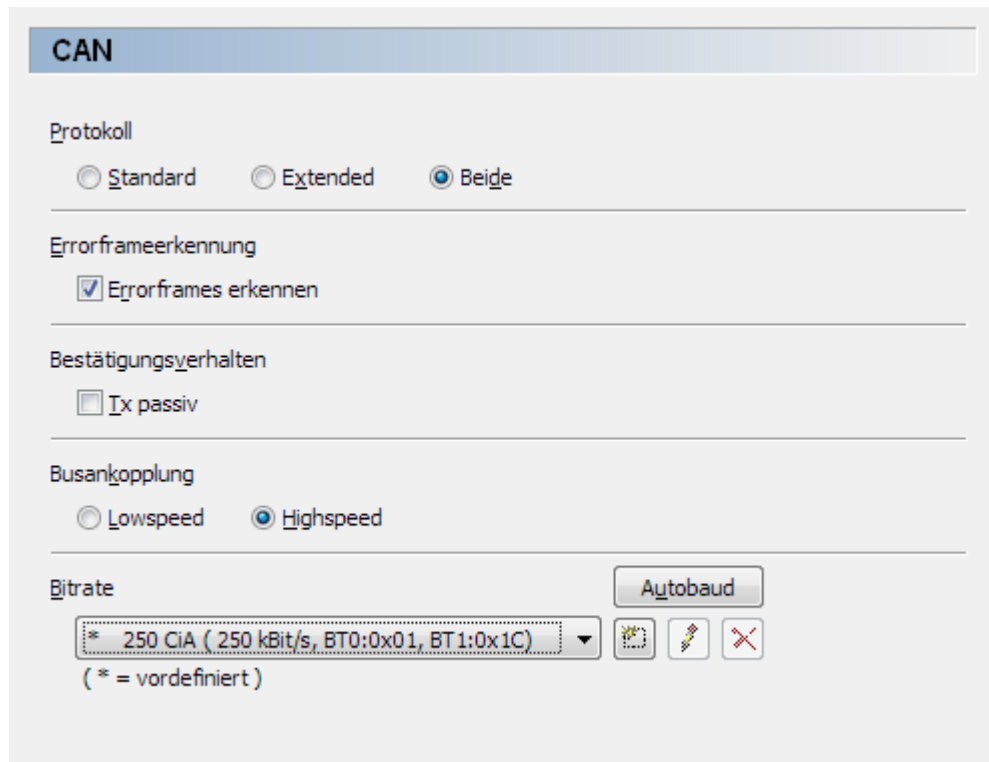 CAN
Protokoll
Standard Extended Beide
Errorframeerkennung
Errorframes erkennen
Bestätigungsverhalten
Tx passiv
Busankopplung
Lowspeed Highspeed
Bitrate Autobaud
* 250 CiA ( 250 kBit/s, BT0:0x01, BT1:0x1C)
( * = vordefiniert )